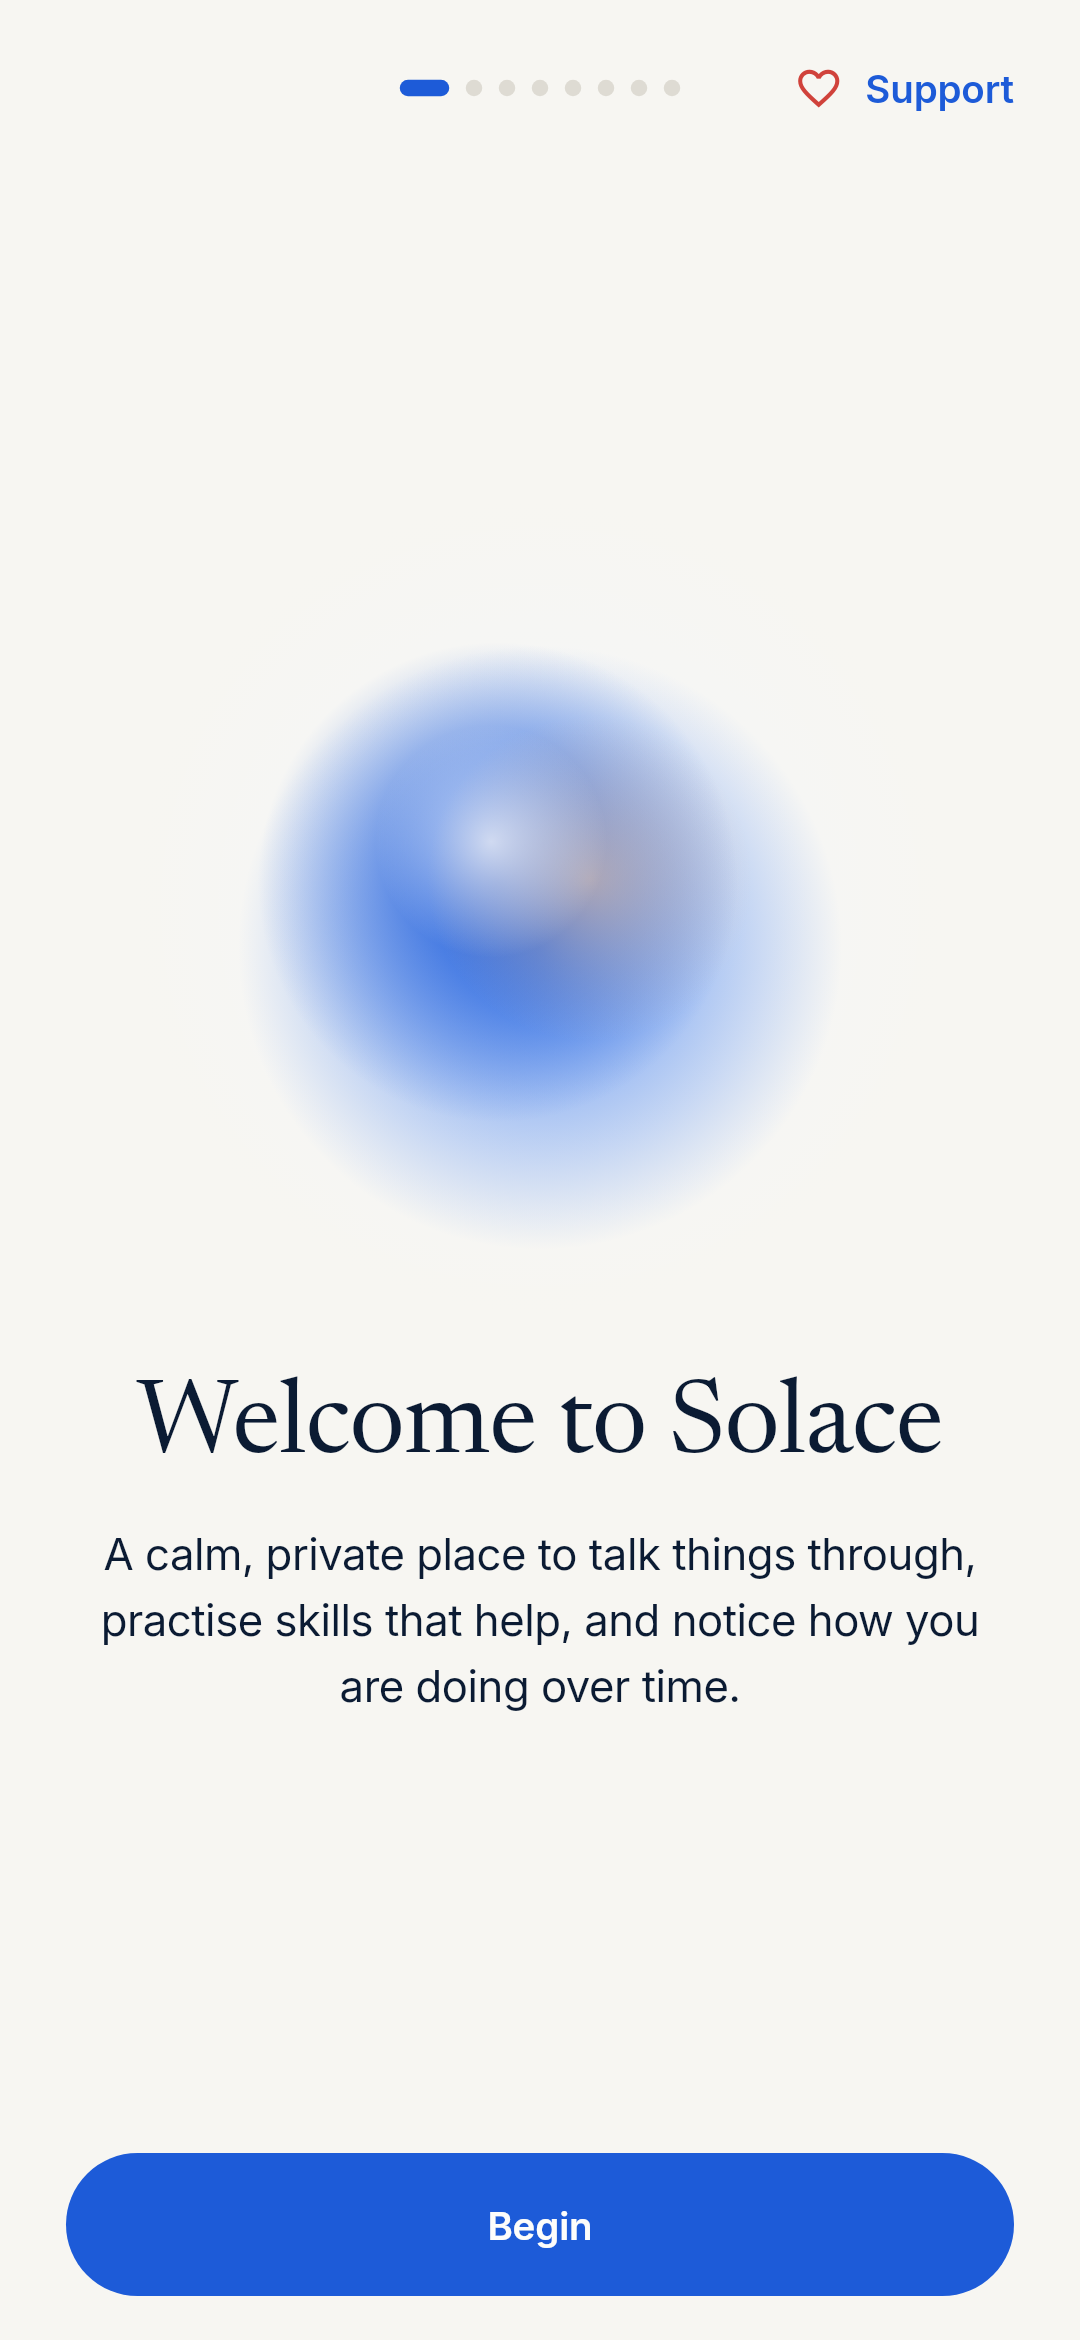 Support
Welcome to Solace
A calm, private place to talk things through,
practise skills that help, and notice how you
are doing over time.
Begin